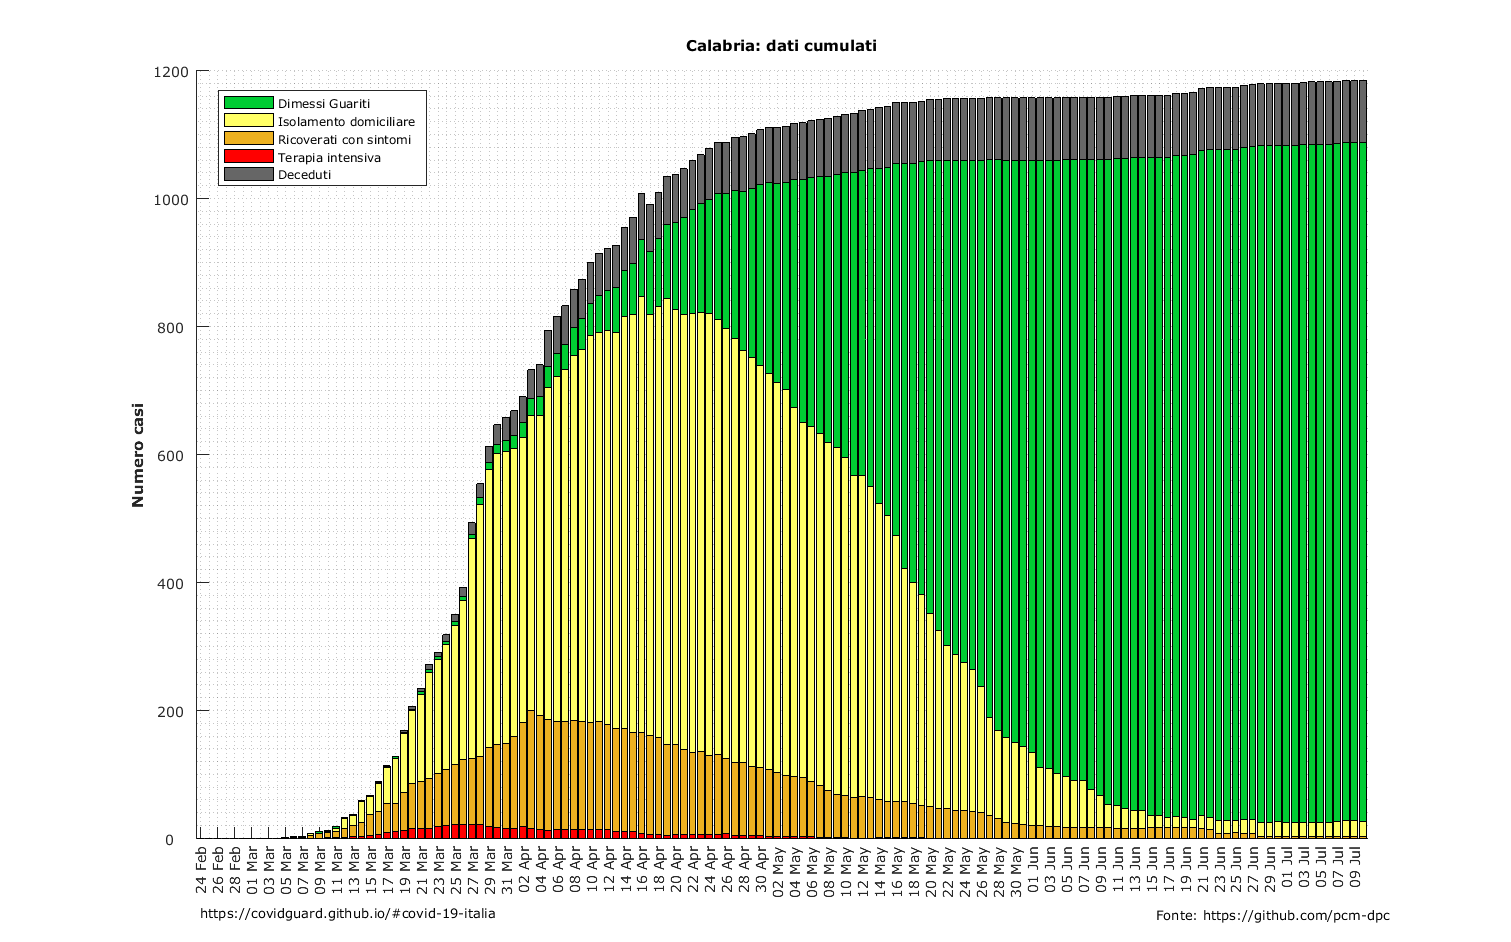 Calabria: dati cumulati
Numero casi
1200
1000
800
600
400
200
0
Dimessi Guariti
Isolamento domiciliare
Ricoverati con sintomi
Terapia intensiva
Deceduti
24 Feb
26 Feb
28 Feb
01 Mar
03 Mar
05 Mar
07 Mar
09 Mar
11 Mar
13 Mar
15 Mar
17 Mar
19 Mar
21 Mar
23 Mar
25 Mar
27 Mar
29 Mar
31 Mar
02 Apr
04 Apr
06 Apr
08 Apr
10 Apr
12 Apr
14 Apr
16 Apr
18 Apr
20 Apr
22 Apr
24 Apr
26 Apr
28 Apr
30 Apr
02 May
04 May
06 May
08 May
10 May
12 May
14 May
16 May
18 May
20 May
22 May
24 May
26 May
28 May
30 May
01 Jun
03 Jun
05 Jun
07 Jun
09 Jun
11 Jun
13 Jun
15 Jun
17 Jun
19 Jun
21 Jun
23 Jun
25 Jun
27 Jun
29 Jun
01 Jul
03 Jul
05 Jul
07 Jul
09 Jul
https://covidguard.github.io/#covid-19-italia
Fonte: https://github.com/pcm-dpc